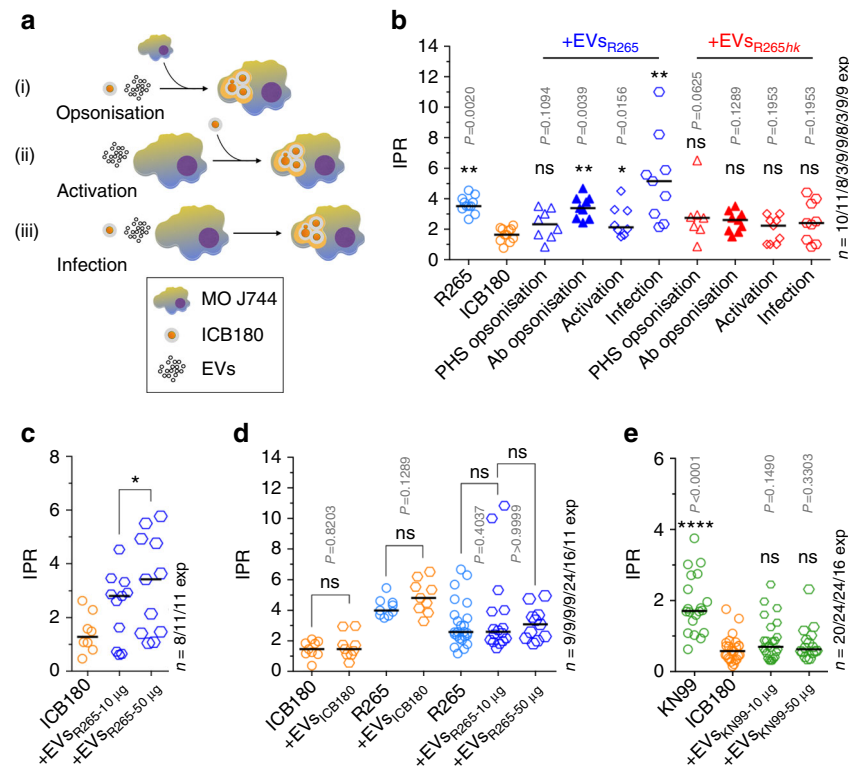 a
(i)
Opsonisation
(ii)
Activation
(iii)
Infection
MO J744
ICB180
EVs
b
+EVsR265
+EVsR265hk
IPR
14
12
10
8
6
4
2
0
P=0.0020
P=0.1094
P=0.0039
P=0.0156
P=0.0625
P=0.1289
P=0.1953
P=0.1953
**
ns
**
*
**
ns
ns
ns
ns
R265
ICB180
PHS opsonisation
Ab opsonisation
Activation
Infection
PHS opsonisation
Ab opsonisation
Activation
Infection
n = 10/11/8/3/9/9/8/3/9/9 exp
c
IPR
8
6
4
2
0
*
ICB180
+EVsR265-10 µg
+EVsR265-50 µg
n = 8/11/11 exp
d
IPR
14
12
10
8
6
4
2
0
P=0.8203
ns
P=0.1289
ns
ns
P=0.4037
ns
P>0.9999
ICB180
+EVsICB180
R265
+EVsICB180
R265
+EVsR265-10 µg
+EVsR265-50 µg
n = 9/9/9/9/24/16/11 exp
e
IPR
6
4
2
0
P<0.0001
****
P=0.1490
ns
P=0.3303
ns
KN99
ICB180
+EVsKN99-10 µg
+EVsKN99-50 µg
n = 20/24/24/16 exp